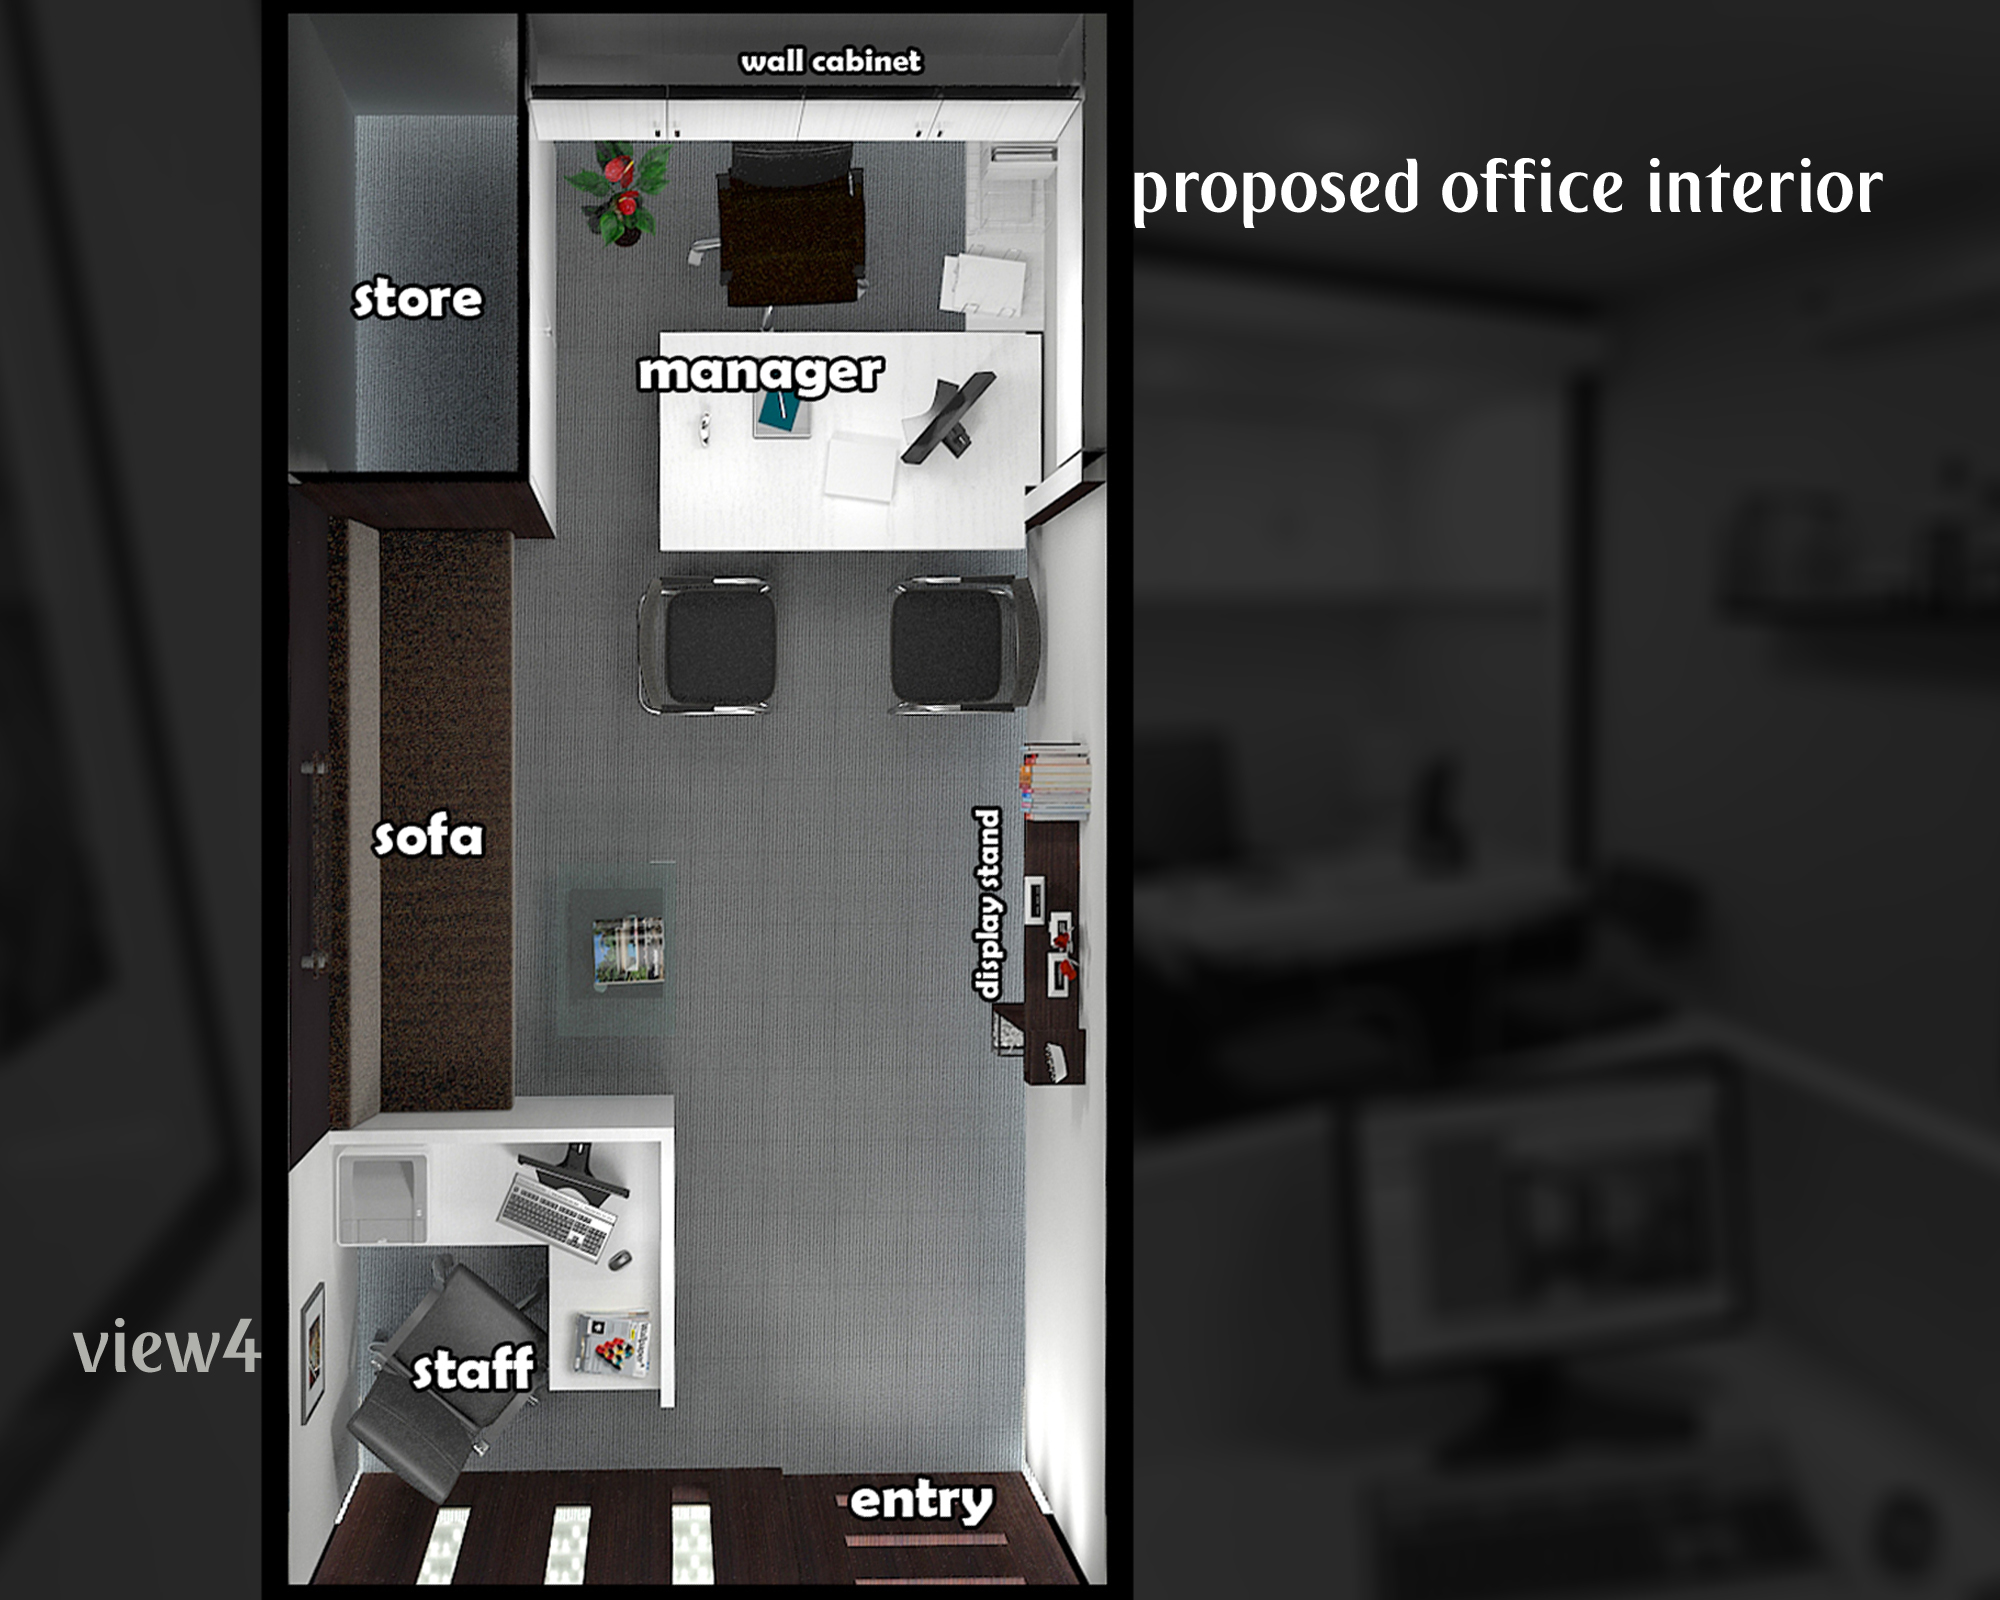 wall cabinet
proposed office interior
store
manager
sofa
display stand
view4
staff
entry